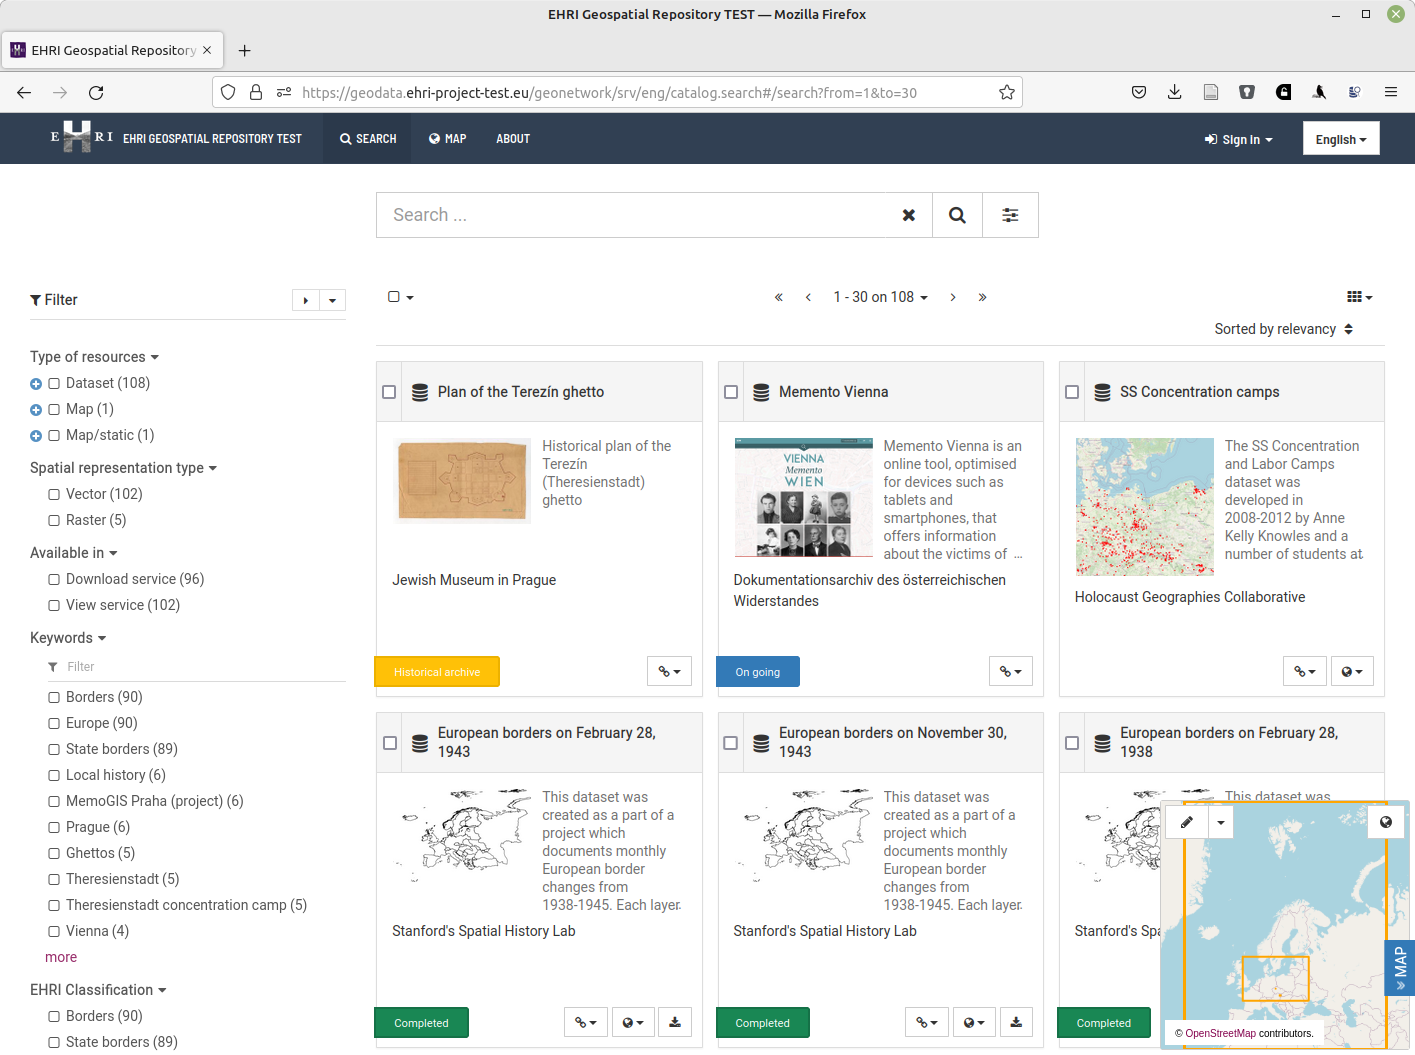 EHRI Geospatial Repository TEST — Mozilla Firefox
EHRI Geospatial Repository
https://geodata.ehri-project-test.eu/geonetwork/srv/eng/catalog.search#/search?from=1&to=30
E H R I
EHRI GEOSPATIAL REPOSITORY TEST
SEARCH
MAP
ABOUT
Sign In
English
Search ...
Filter
1 - 30 on 108
Sorted by relevancy
Type of resources
Dataset (108)
Map (1)
Map/static (1)
Spatial representation type
Vector (102)
Raster (5)
Available in
Download service (96)
View service (102)
Keywords
Filter
Borders (90)
Europe (90)
State borders (89)
Local history (6)
MemoGIS Praha (project) (6)
Prague (6)
Ghettos (5)
Theresienstadt (5)
Theresienstadt concentration camp (5)
Vienna (4)
more
EHRI Classification
Borders (90)
State borders (89)
Plan of the Terezín ghetto
Historical plan of the
Terezín
(Theresienstadt)
ghetto
Jewish Museum in Prague
Historical archive
Memento Vienna
VIENNA
Memento
WIEN
Memento Vienna is an
online tool, optimised
for devices such as
tablets and
smartphones, that
offers information
about the victims of ...
Dokumentationsarchiv des österreichischen
Widerstandes
On going
SS Concentration camps
The SS Concentration
and Labor Camps
dataset was
developed in
2008-2012 by Anne
Kelly Knowles and a
number of students at
Holocaust Geographies Collaborative
European borders on February 28,
1943
This dataset was
created as a part of a
project which
documents monthly
European border
changes from
1938-1945. Each layer
Stanford's Spatial History Lab
Completed
European borders on November 30,
1943
This dataset was
created as a part of a
project which
documents monthly
European border
changes from
1938-1945. Each layer
Stanford's Spatial History Lab
Completed
European borders on February 28,
1938
This dataset was
Stanford's Spa
Completed
MAP
© OpenStreetMap contributors.